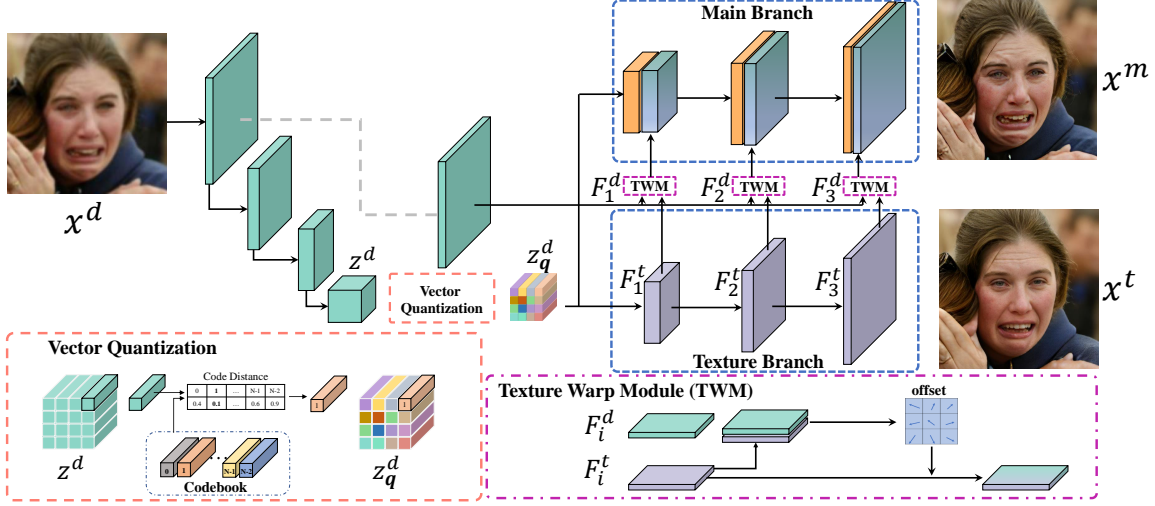 Main Branch
x^d
x^m
F_1^d
TWM
F_2^d
TWM
F_3^d
TWM
z^d
Vector
Quantization
z_q^d
F_1^t
F_2^t
F_3^t
x^t
Texture Branch
Vector Quantization
Code Distance
0 1 ... N-1 N-2
0.4 0.1 ... 0.6 0.9
1
1
z^d
0 1 ... N-1 N-2
Codebook
z_q^d
Texture Warp Module (TWM)
offset
F_i^d
F_i^t